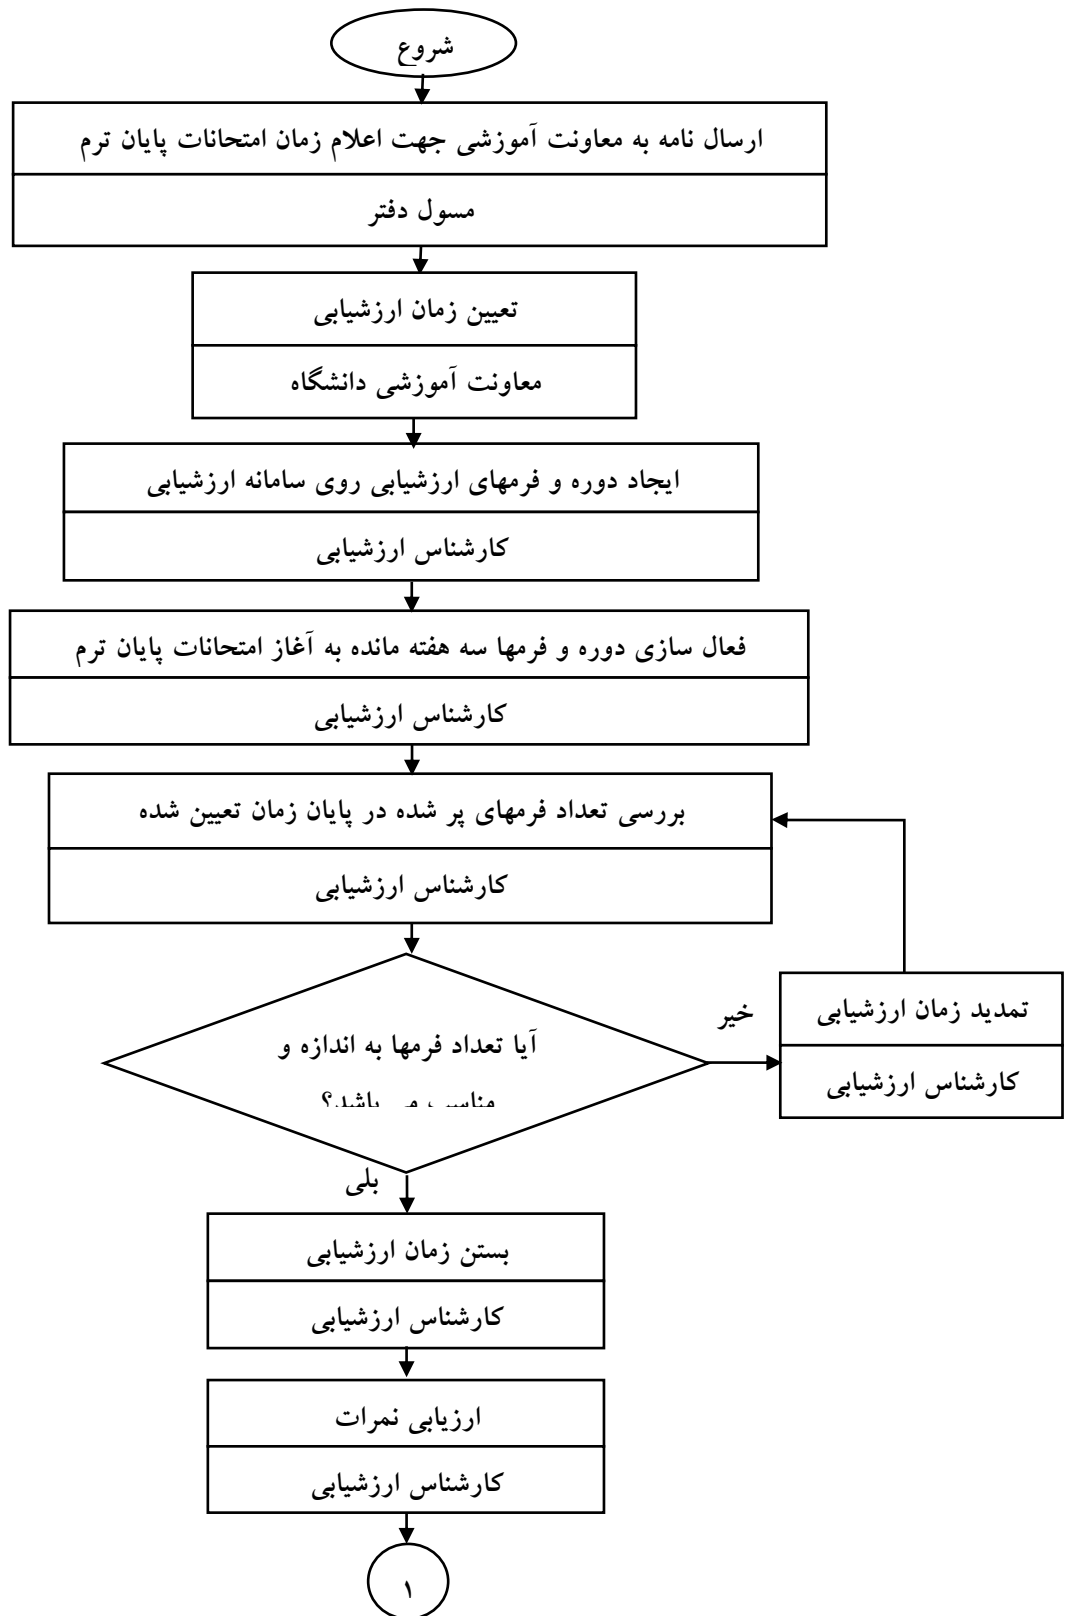 شروع
ارسال نامه به معاونت آموزشی جهت اعلام زمان امتحانات پایان ترم
مسول دفتر
تعیین زمان ارزشیابی
معاونت آموزشی دانشگاه
ایجاد دوره و فرمهای ارزشیابی روی سامانه ارزشیابی
کارشناس ارزشیابی
فعال سازی دوره و فرمها سه هفته مانده به آغاز امتحانات پایان ترم
کارشناس ارزشیابی
بررسی تعداد فرمهای پر شده در پایان زمان تعیین شده
کارشناس ارزشیابی
آیا تعداد فرمها به اندازه و
مناسب می باشد؟
خیر
تمدید زمان ارزشیابی
کارشناس ارزشیابی
بلی
بستن زمان ارزشیابی
کارشناس ارزشیابی
ارزیابی نمرات
کارشناس ارزشیابی
۱